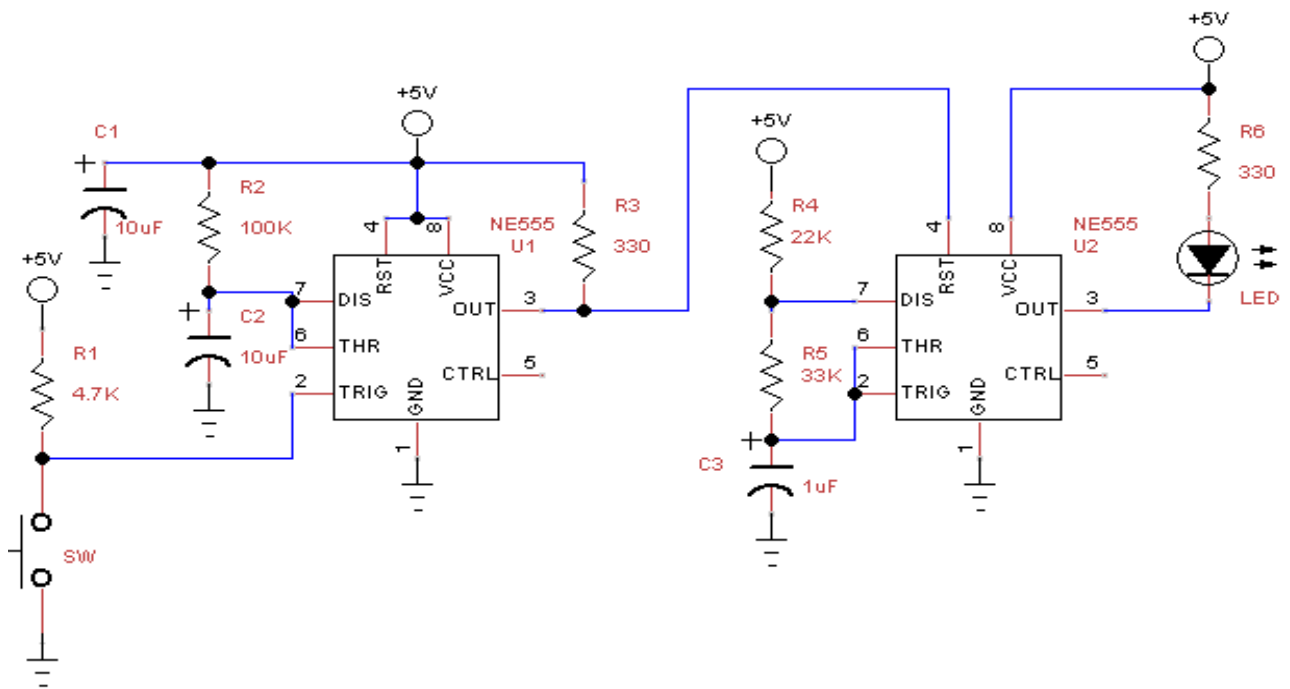 +5V
+5V
+5V
+5V
C1
+
10uF
R2
100K
R3
330
NE555
U1
4
8
RST
VCC
7
DIS
6
THR
2
TRIG
OUT
3
CTRL
5
GND
1
+
C2
10uF
R1
4.7K
SW
R4
22K
R5
33K
+
C3
1uF
NE555
U2
4
8
RST
VCC
7
DIS
6
THR
2
TRIG
OUT
3
CTRL
5
GND
1
R6
330
LED